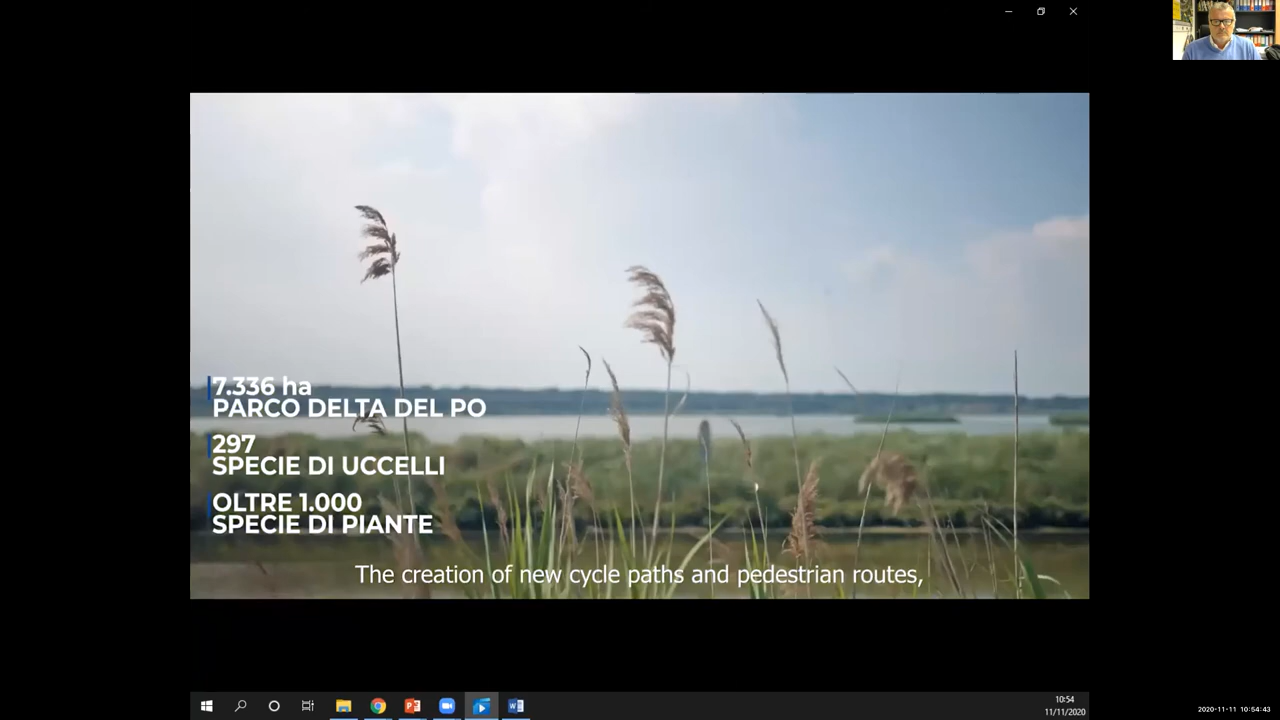 7.336 ha
PARCO DELTA DEL PO
297
SPECIE DI UCCELLI
OLTRE 1.000
SPECIE DI PIANTE
The creation of new cycle paths and pedestrian routes,
10:54
11/11/2020
2020-11-11 10:54:43